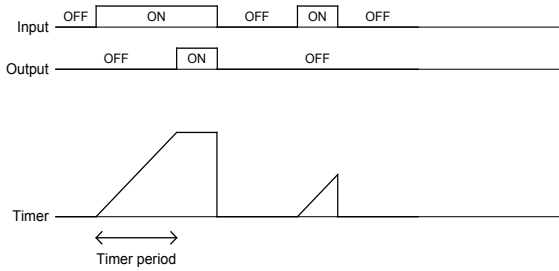 OFF ON OFF ON OFF
Input
OFF ON OFF
Output
Timer
Timer period